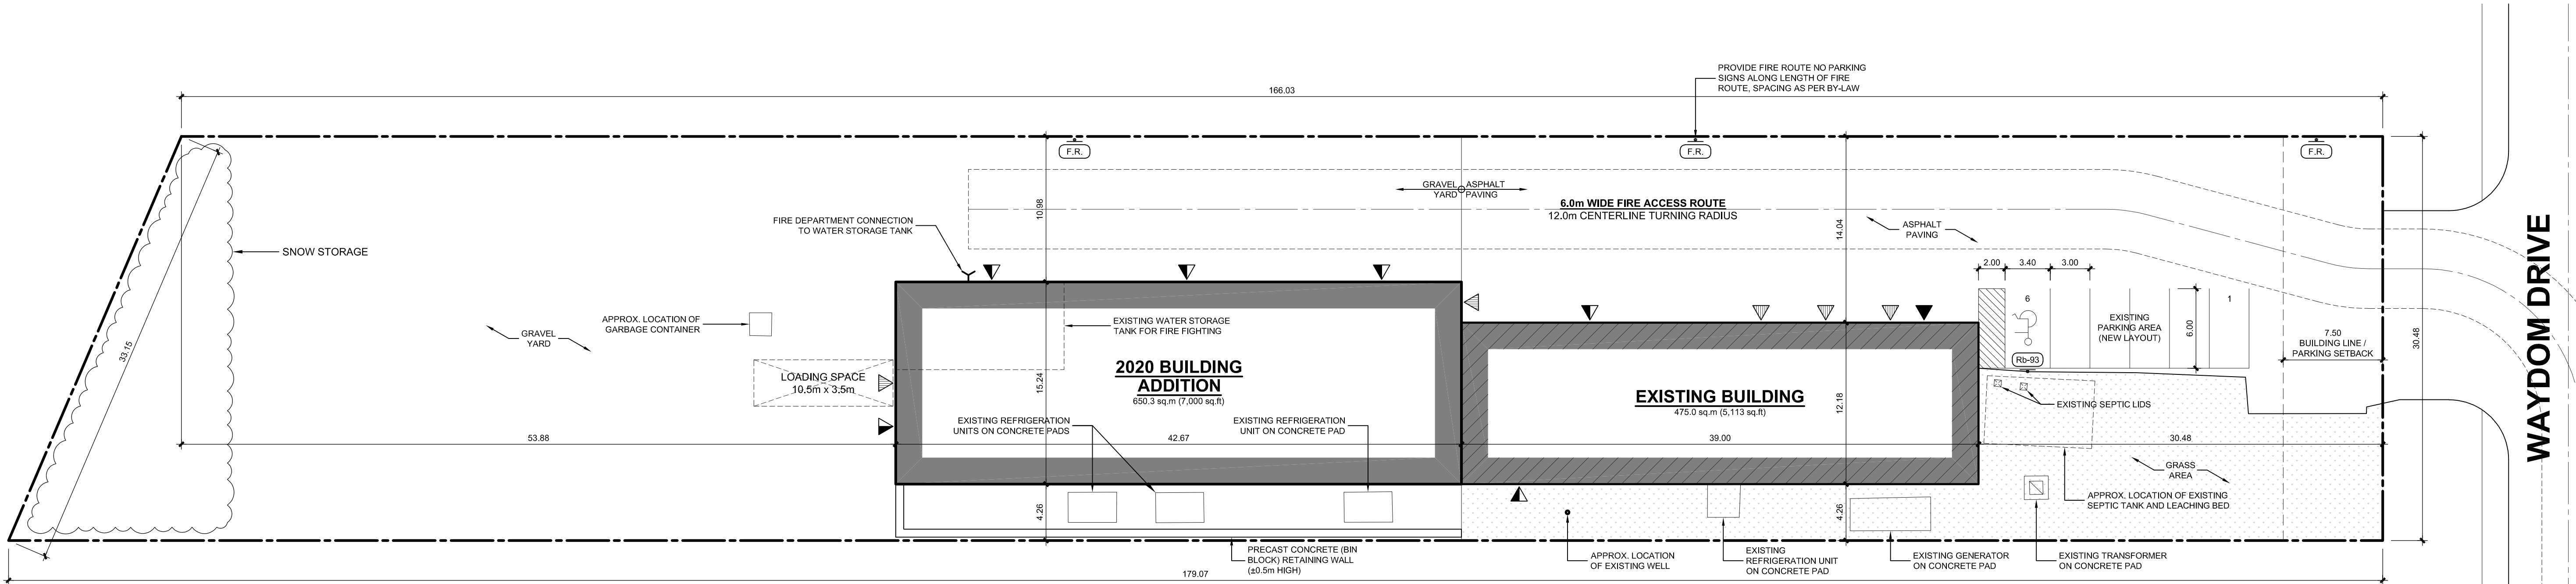 PROVIDE FIRE ROUTE NO PARKING
SIGNS ALONG LENGTH OF FIRE
ROUTE, SPACING AS PER BY-LAW
166.03
F.R.
F.R.
F.R.
GRAVEL
YARD
ASPHALT
PAVING
6.0m WIDE FIRE ACCESS ROUTE
12.0m CENTERLINE TURNING RADIUS
10.98
14.04
ASPHALT
PAVING
FIRE DEPARTMENT CONNECTION
TO WATER STORAGE TANK
SNOW STORAGE
2.00
3.40
3.00
6
1
EXISTING
PARKING AREA
(NEW LAYOUT)
6.00
7.50
BUILDING LINE /
PARKING SETBACK
30.48
WAYDOM DRIVE
APPROX. LOCATION OF
GARBAGE CONTAINER
EXISTING WATER STORAGE
TANK FOR FIRE FIGHTING
GRAVEL
YARD
33.15
Rb-93
LOADING SPACE
10.5m x 3.5m
2020 BUILDING
ADDITION
650.3 sq.m (7,000 sq.ft)
15.24
EXISTING BUILDING
475.0 sq.m (5,113 sq.ft)
12.18
EXISTING SEPTIC LIDS
EXISTING REFRIGERATION
UNITS ON CONCRETE PADS
EXISTING REFRIGERATION
UNIT ON CONCRETE PAD
53.88
42.67
39.00
30.48
GRASS
AREA
APPROX. LOCATION OF EXISTING
SEPTIC TANK AND LEACHING BED
4.26
4.26
PRECAST CONCRETE (BIN
BLOCK) RETAINING WALL
(±0.5m HIGH)
APPROX. LOCATION
OF EXISTING WELL
EXISTING
REFRIGERATION UNIT
ON CONCRETE PAD
EXISTING GENERATOR
ON CONCRETE PAD
EXISTING TRANSFORMER
ON CONCRETE PAD
179.07